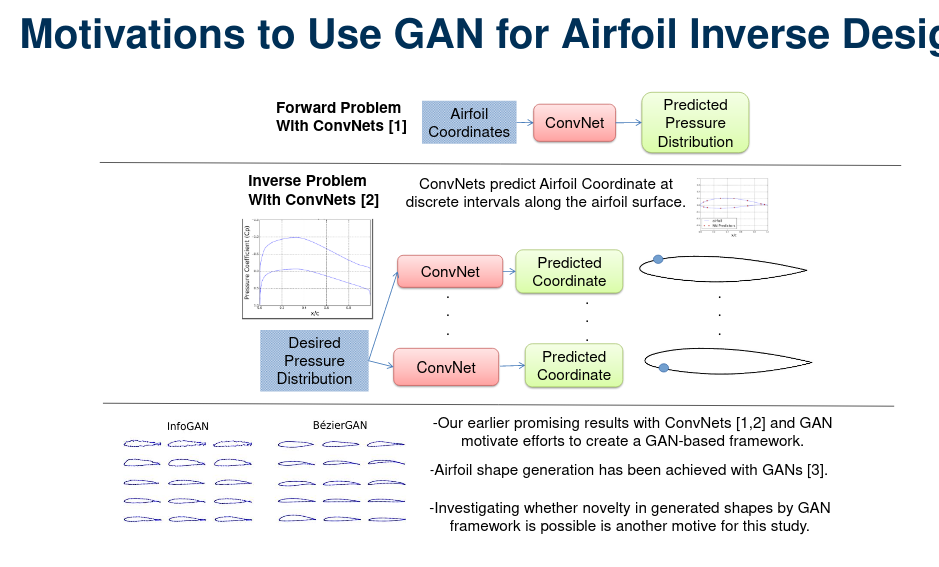 Motivations to Use GAN for Airfoil Inverse Desig
Forward Problem
With ConvNets [1]
Airfoil
Coordinates
ConvNet
Predicted
Pressure
Distribution
Inverse Problem
With ConvNets [2]
ConvNets predict Airfoil Coordinate at
discrete intervals along the airfoil surface.
Pressure Coefficient (Cp)
x/c
Desired
Pressure
Distribution
ConvNet
Predicted
Coordinate
ConvNet
Predicted
Coordinate
InfoGAN
BézierGAN
-Our earlier promising results with ConvNets [1,2] and GAN
motivate efforts to create a GAN-based framework.
-Airfoil shape generation has been achieved with GANs [3].
-Investigating whether novelty in generated shapes by GAN
framework is possible is another motive for this study.